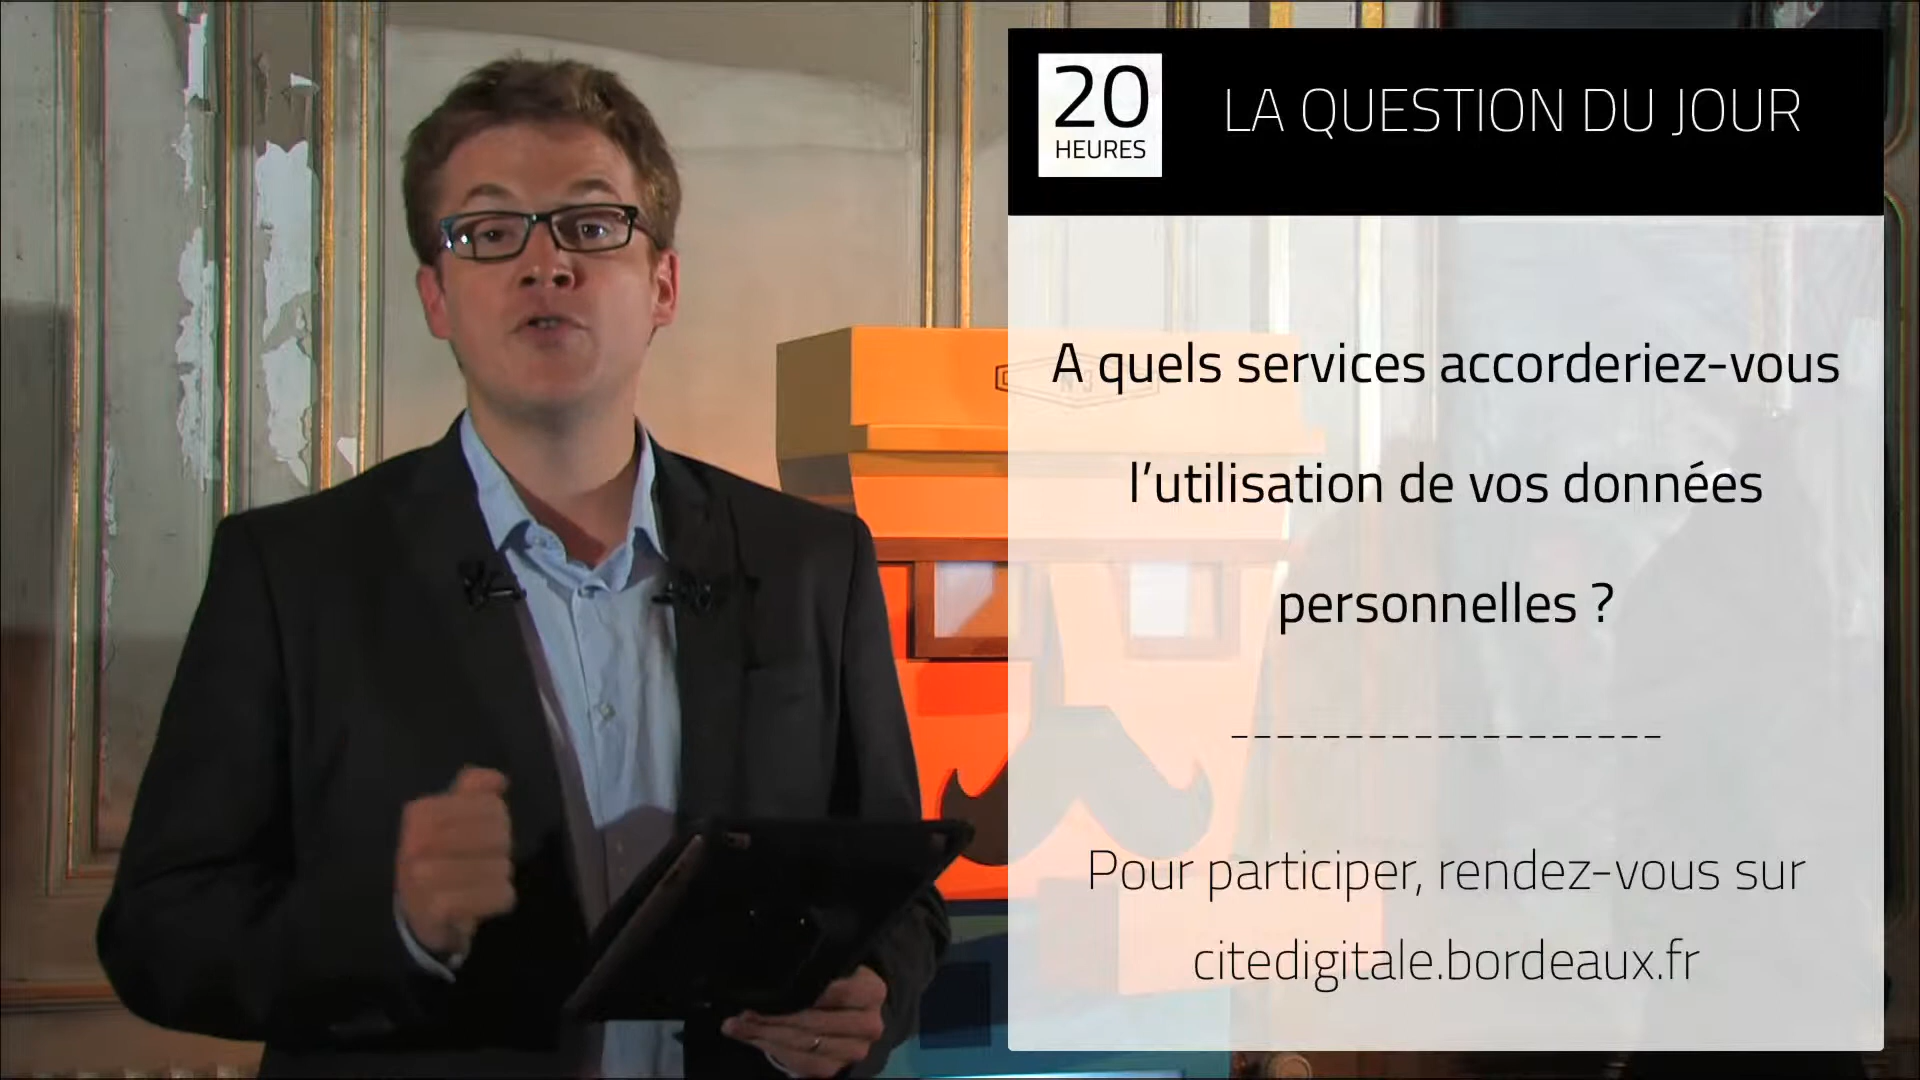 20
HEURES
LA QUESTION DU JOUR
A quels services accorderiez-vous
l’utilisation de vos données
personnelles ?
-------------------
Pour participer, rendez-vous sur
citedigitale.bordeaux.fr